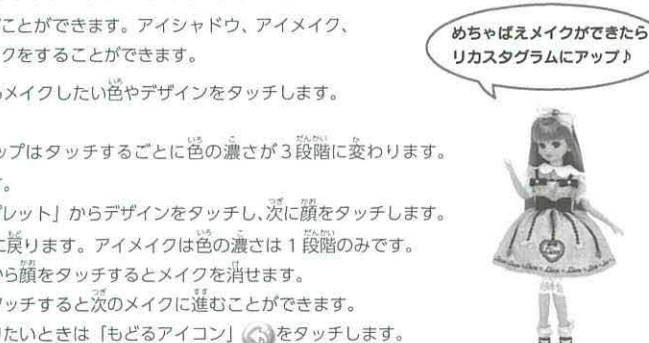 ことができます。アイシャドウ、アイメイク、
クをすることができます。
めちゃばえメイクができたら
リカスタグラムにアップ♪
らメイクしたい色やデザインをタッチします。
ップはタッチするごとに色の濃さが3段階に変わります。
す。
パレット」からデザインをタッチし、次に顔をタッチします。
に戻ります。アイメイクは色の濃さは1段階のみです。
から顔をタッチするとメイクを消せます。
タッチすると次のメイクに進むことができます。
りたいときは「もどるアイコン」をタッチします。